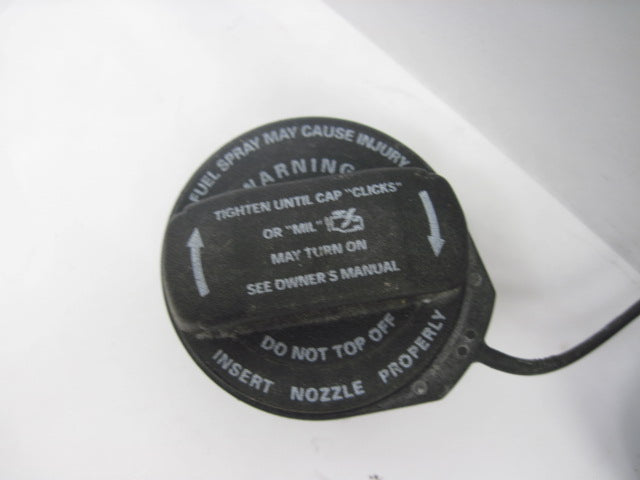 FUEL SPRAY MAY CAUSE INJURY
WARNING
TIGHTEN UNTIL CAP "CLICKS"
OR "MIL"
MAY TURN ON
SEE OWNER'S MANUAL
DO NOT TOP OFF
INSERT NOZZLE PROPERLY